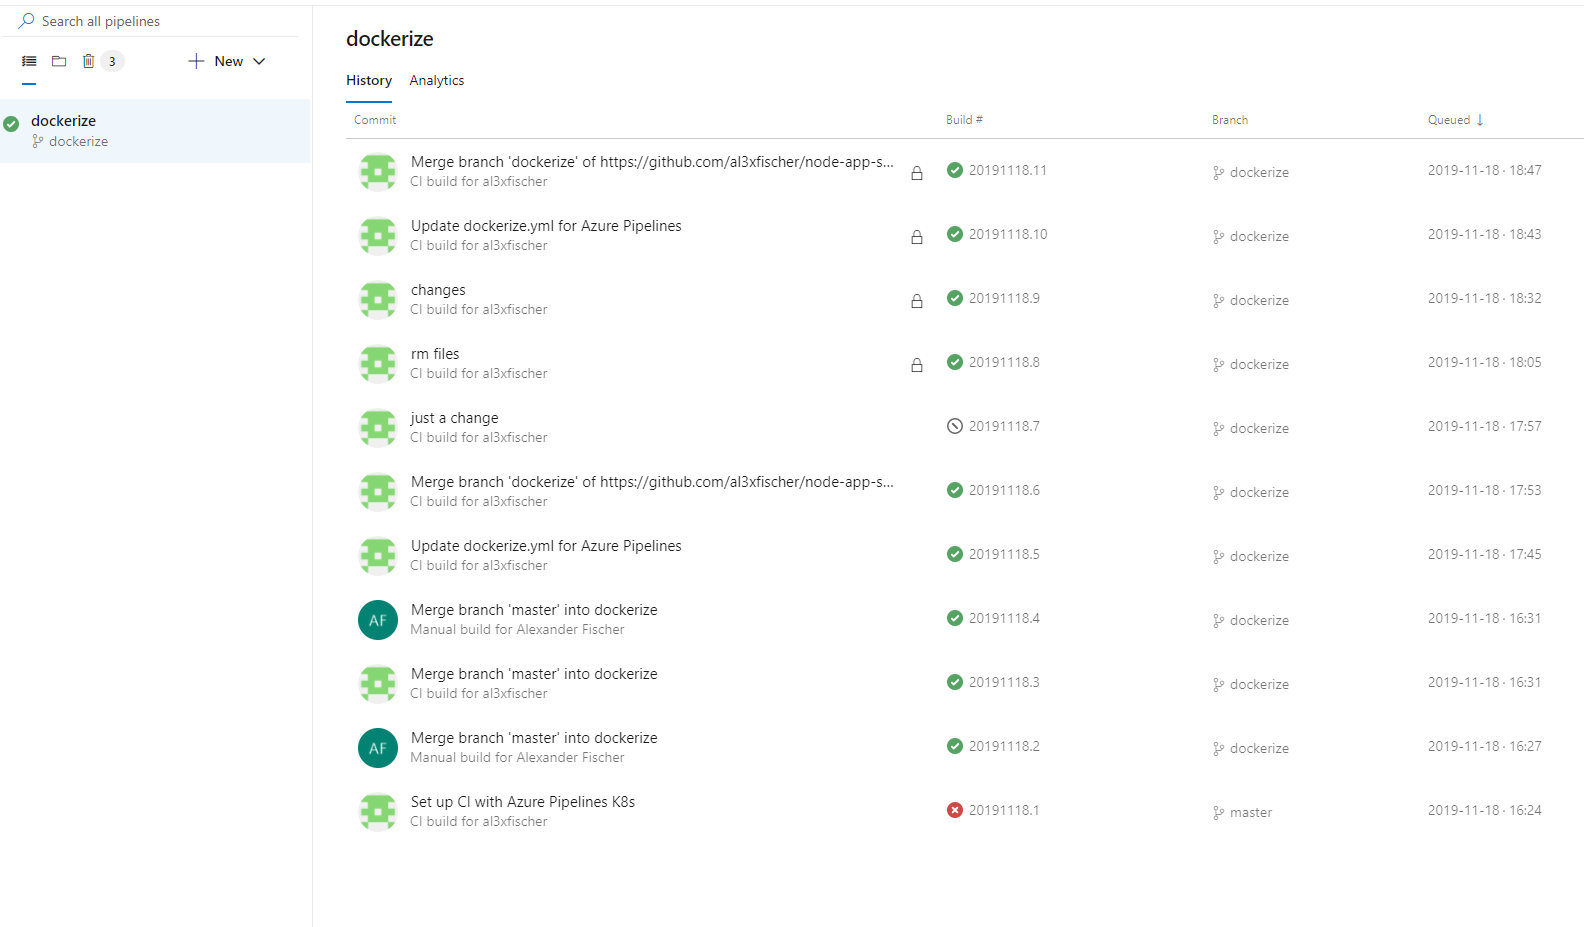 Search all pipelines
3
New
dockerize
dockerize
dockerize
History Analytics
Commit Build # Branch Queued ↓
Merge branch 'dockerize' of https://github.com/al3xfischer/node-app-s...
CI build for al3xfischer
20191118.11 dockerize 2019-11-18 · 18:47
Update dockerize.yml for Azure Pipelines
CI build for al3xfischer
20191118.10 dockerize 2019-11-18 · 18:43
changes
CI build for al3xfischer
20191118.9 dockerize 2019-11-18 · 18:32
rm files
CI build for al3xfischer
20191118.8 dockerize 2019-11-18 · 18:05
just a change
CI build for al3xfischer
20191118.7 dockerize 2019-11-18 · 17:57
Merge branch 'dockerize' of https://github.com/al3xfischer/node-app-s...
CI build for al3xfischer
20191118.6 dockerize 2019-11-18 · 17:53
Update dockerize.yml for Azure Pipelines
CI build for al3xfischer
20191118.5 dockerize 2019-11-18 · 17:45
AF
Merge branch 'master' into dockerize
Manual build for Alexander Fischer
20191118.4 dockerize 2019-11-18 · 16:31
Merge branch 'master' into dockerize
CI build for al3xfischer
20191118.3 dockerize 2019-11-18 · 16:31
AF
Merge branch 'master' into dockerize
Manual build for Alexander Fischer
20191118.2 dockerize 2019-11-18 · 16:27
Set up CI with Azure Pipelines K8s
CI build for al3xfischer
20191118.1 master 2019-11-18 · 16:24